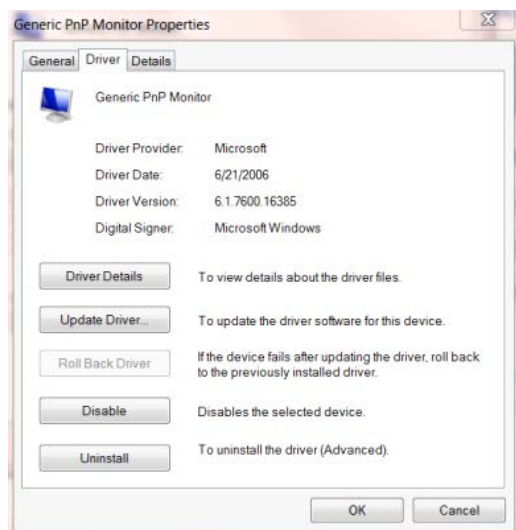 Generic PnP Monitor Properties
General Driver Details
Generic PnP Monitor
Driver Provider: Microsoft
Driver Date: 6/21/2006
Driver Version: 6.1.7600.16385
Digital Signer: Microsoft Windows
Driver Details To view details about the driver files.
Update Driver... To update the driver software for this device.
Roll Back Driver If the device fails after updating the driver, roll back
to the previously installed driver.
Disable Disables the selected device.
Uninstall To uninstall the driver (Advanced).
OK Cancel